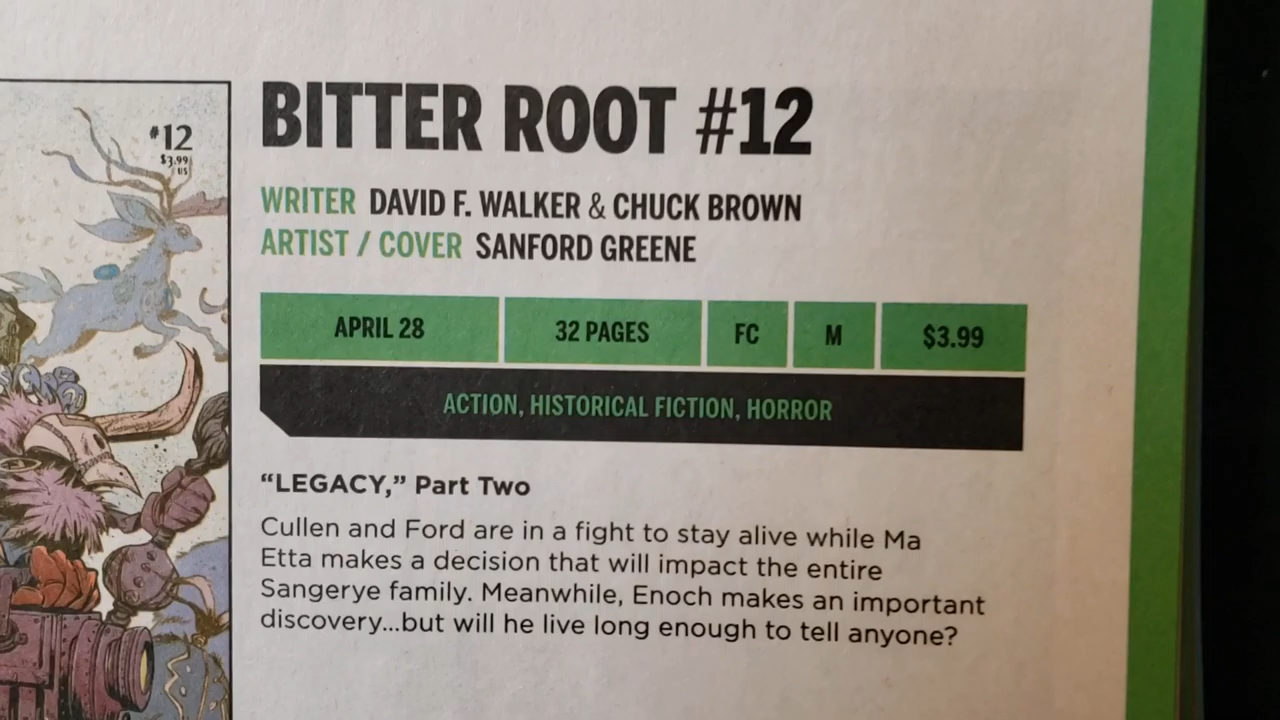 #12
$3.99
US
BITTER ROOT #12
WRITER DAVID F. WALKER & CHUCK BROWN
ARTIST / COVER SANFORD GREENE
APRIL 28 32 PAGES FC M $3.99
ACTION, HISTORICAL FICTION, HORROR
“LEGACY,” Part Two
Cullen and Ford are in a fight to stay alive while Ma
Etta makes a decision that will impact the entire
Sangerye family. Meanwhile, Enoch makes an important
discovery...but will he live long enough to tell anyone?